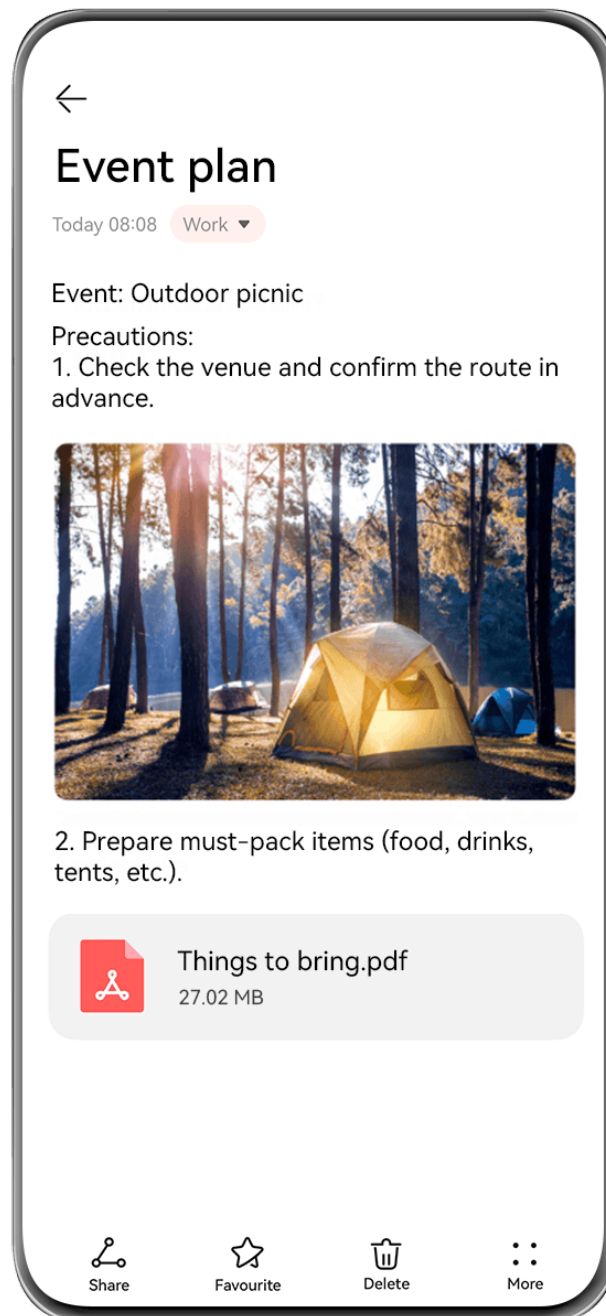 Event plan
Today 08:08 Work
Event: Outdoor picnic
Precautions:
1. Check the venue and confirm the route in
advance.
2. Prepare must-pack items (food, drinks,
tents, etc.).
Things to bring.pdf
27.02 MB
Share Favourite Delete More